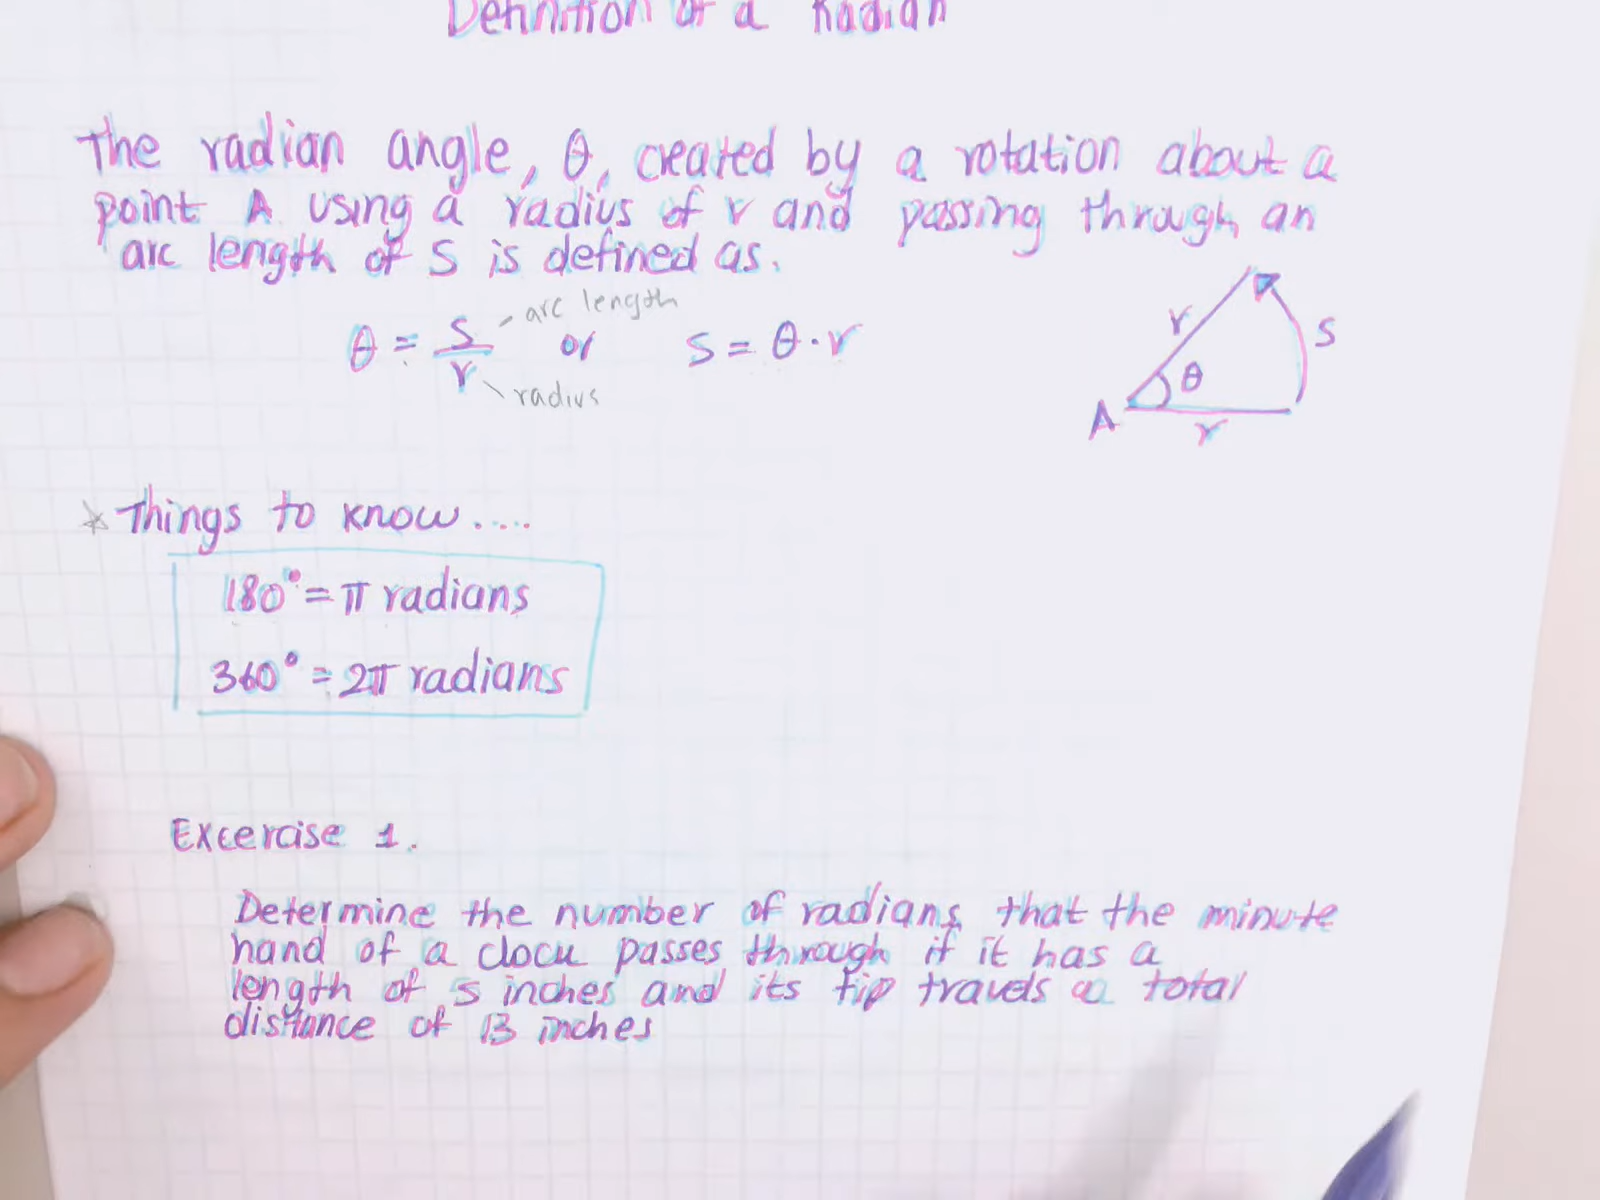 Definition of a Radian
The radian angle, θ, created by a rotation about a
point A using a radius of r and passing through an
arc length of S is defined as.
θ = S/r or S = θ · r
arc length
radius
r
S
θ
A
r
* Things to know....
180° = π radians
360° = 2π radians
Excercise 1.
Determine the number of radians that the minute
hand of a clock passes through if it has a
length of 5 inches and its tip travels a total
distance of 13 inches